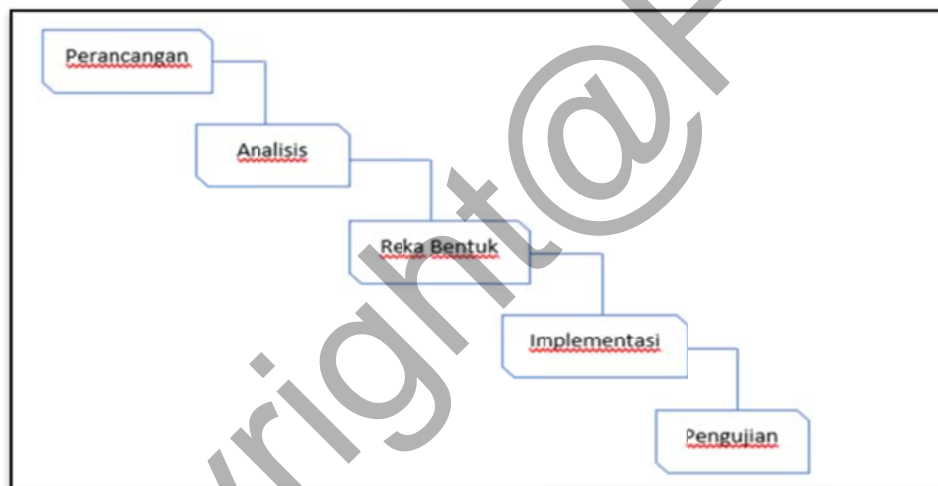 Perancangan
Analisis
Reka Bentuk
Implementasi
Pengujian